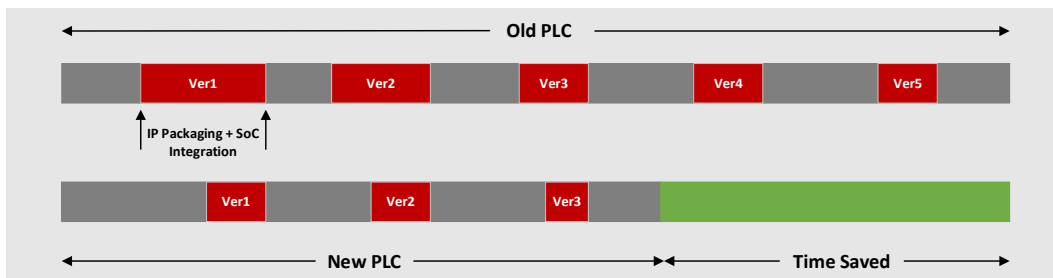 Old PLC
Ver1
Ver2
Ver3
Ver4
Ver5
IP Packaging + SoC
Integration
Ver1
Ver2
Ver3
New PLC
Time Saved